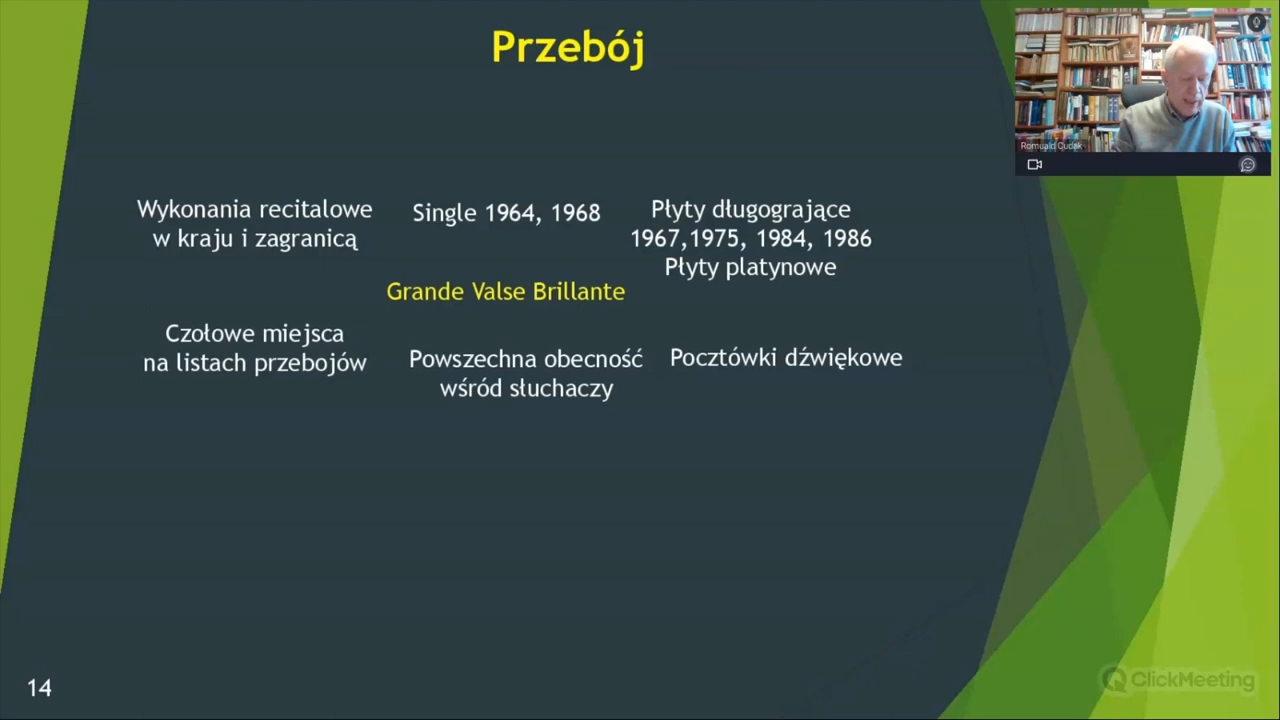 Przebój
Romuald Cudak
Wykonania recitalowe
w kraju i zagranicą
Single 1964, 1968
Płyty długogrające
1967,1975, 1984, 1986
Płyty platynowe
Grande Valse Brillante
Czołowe miejsca
na listach przebojów
Powszechna obecność
wśród słuchaczy
Pocztówki dźwiękowe
14
ClickMeeting